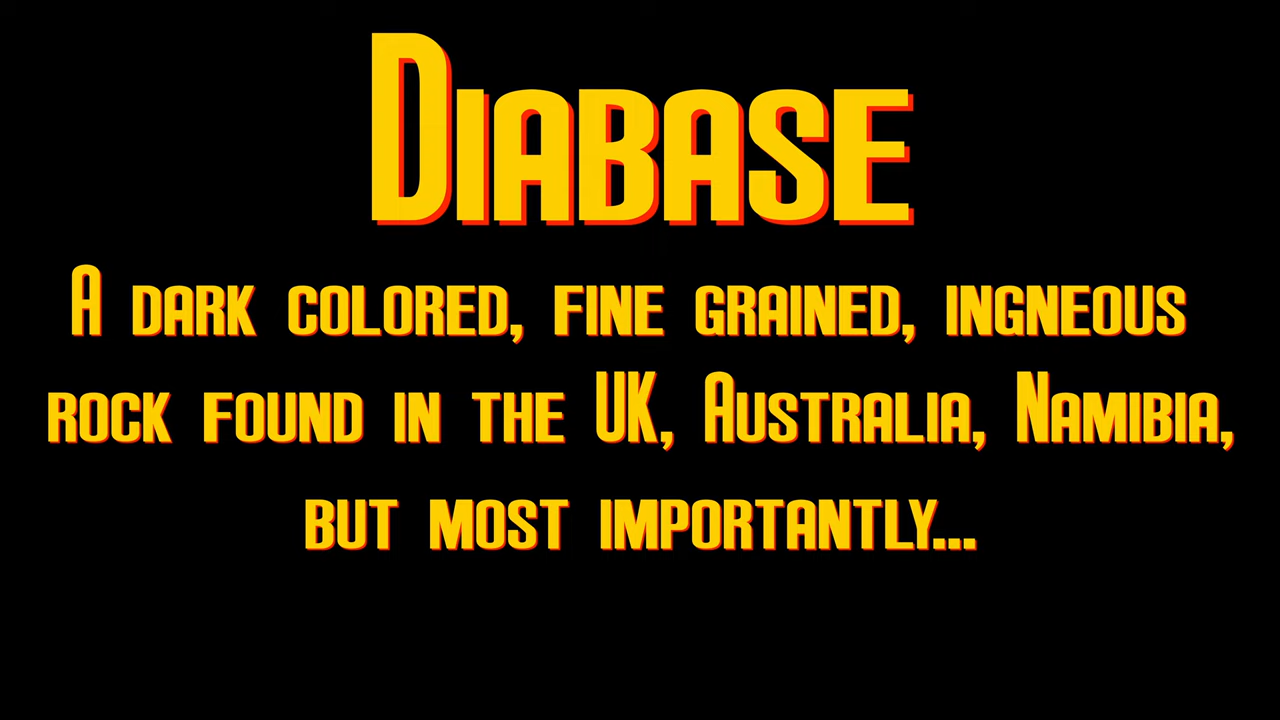 Diabase
A dark colored, fine grained, ingneous
rock found in the UK, Australia, Namibia,
but most importantly...